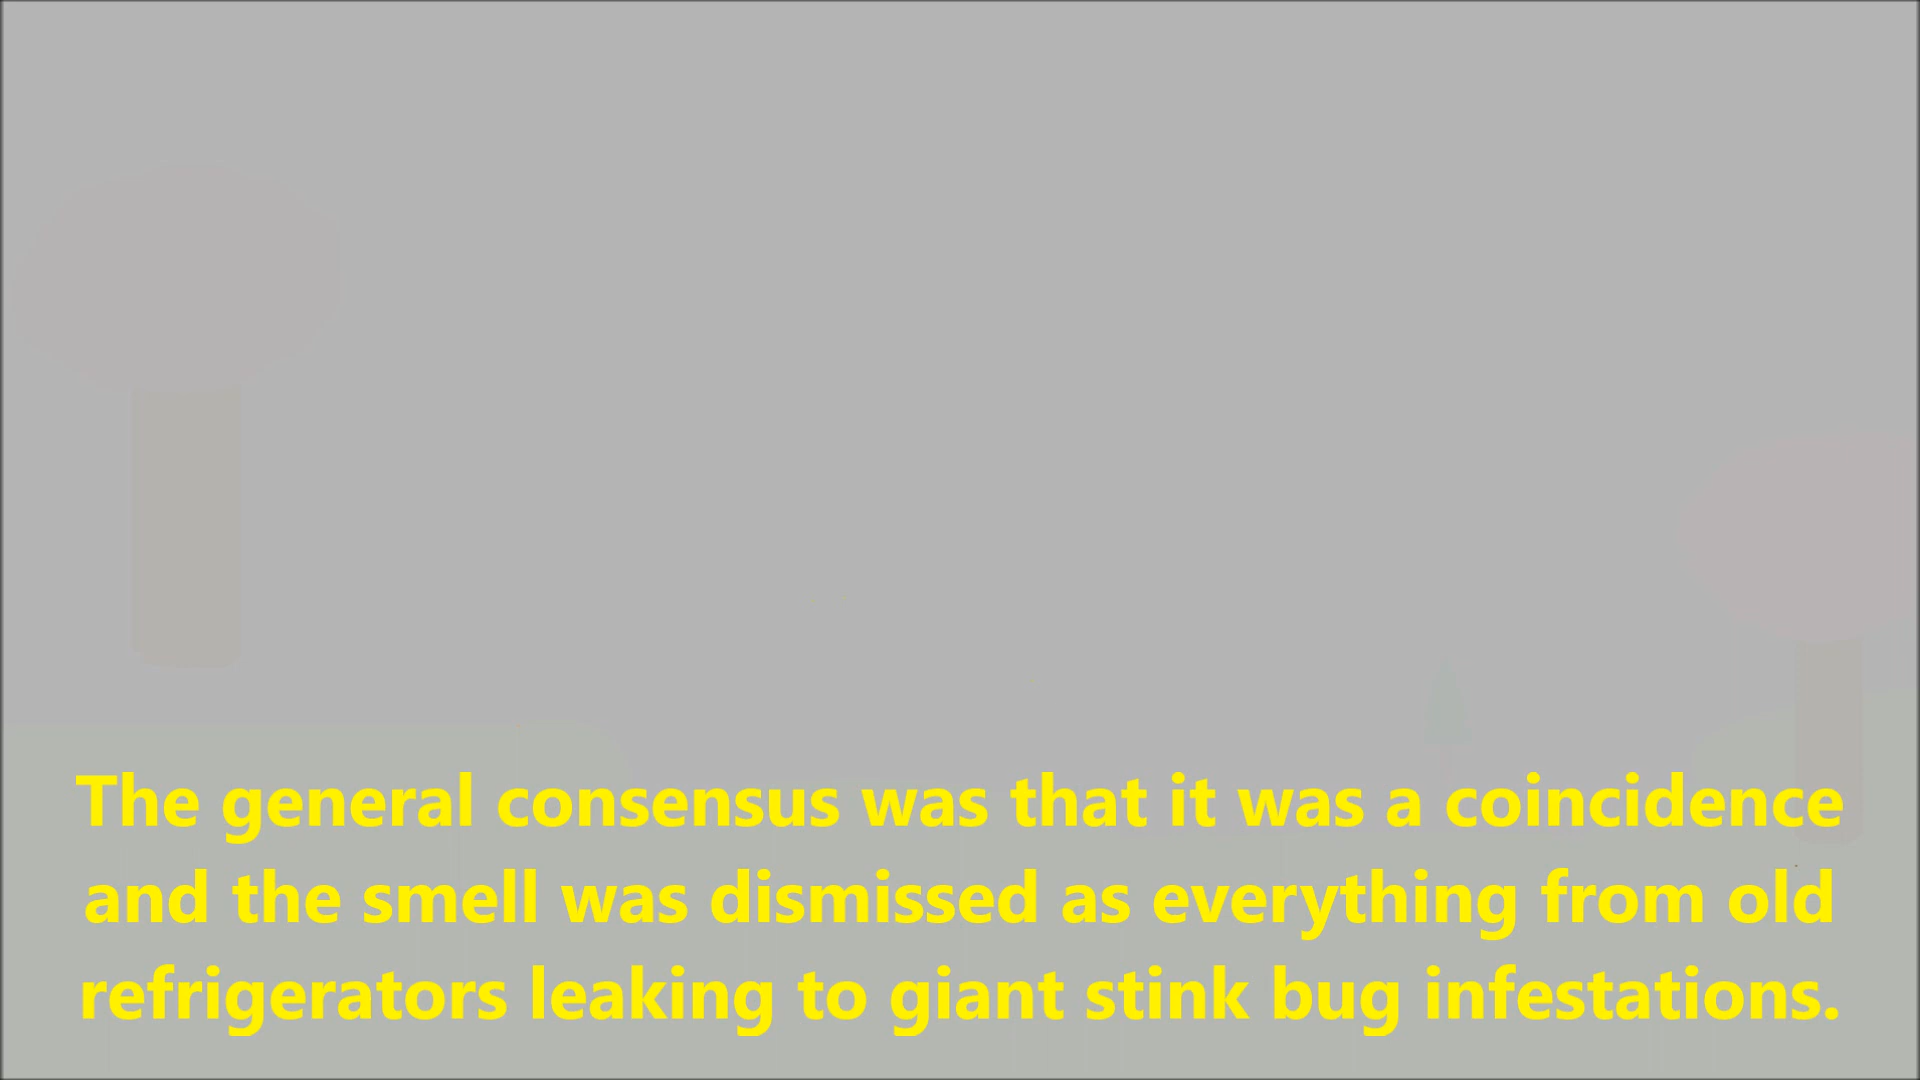 The general consensus was that it was a coincidence
and the smell was dismissed as everything from old
refrigerators leaking to giant stink bug infestations.